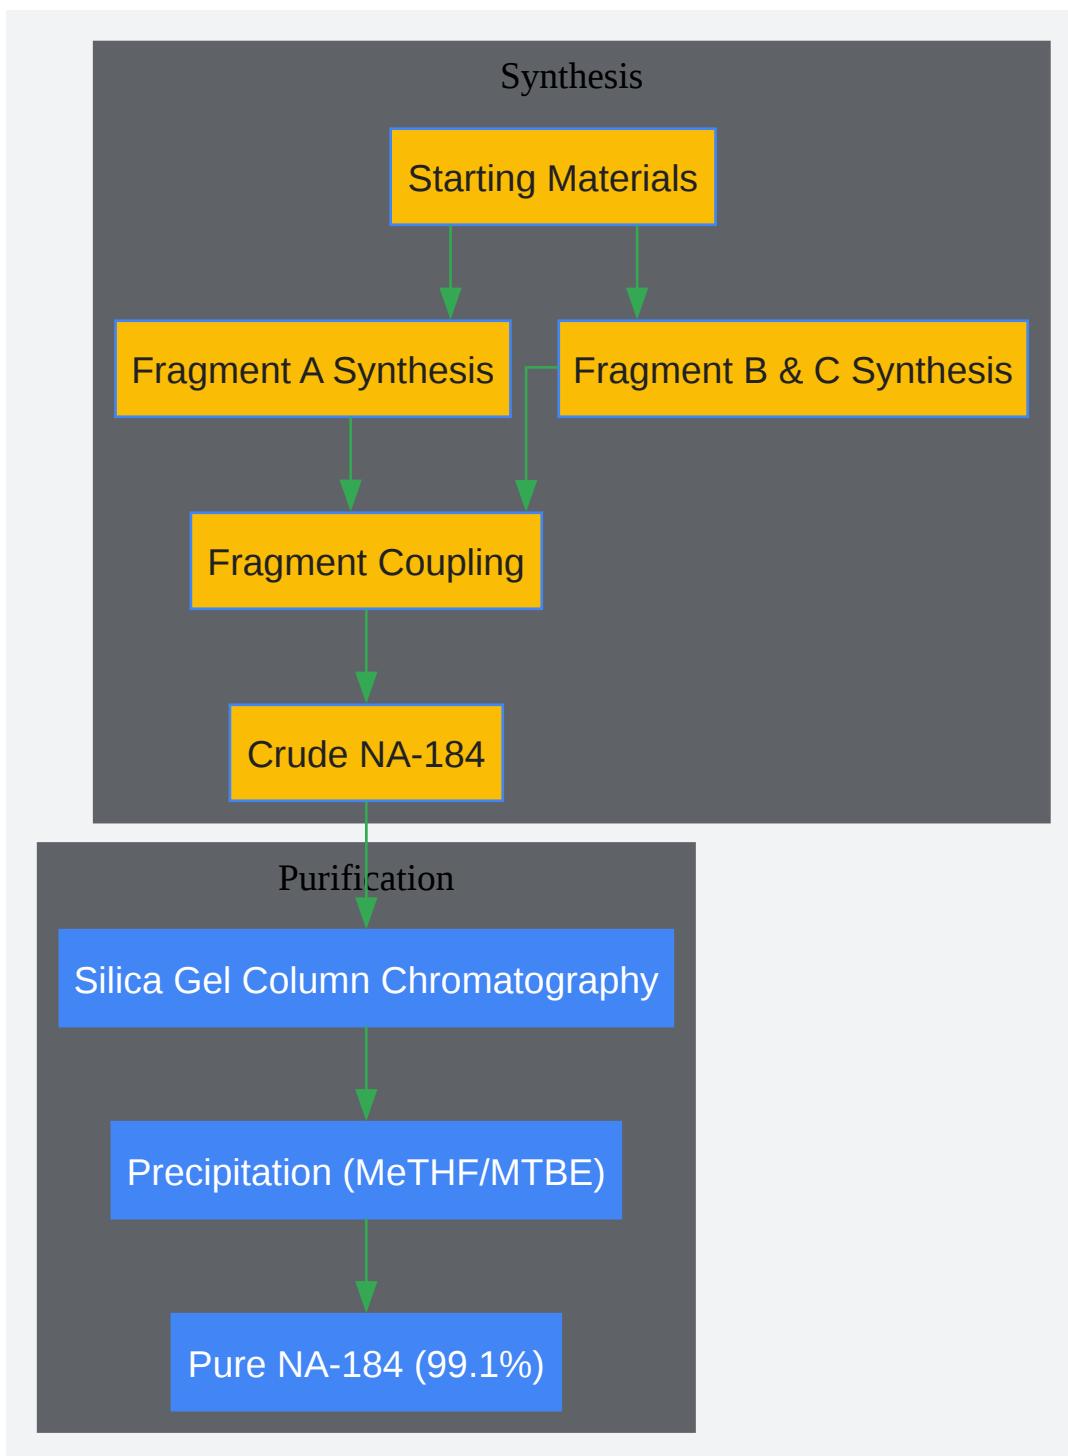 Synthesis
Starting Materials
Fragment A Synthesis
Fragment B & C Synthesis
Fragment Coupling
Crude NA-184
Purification
Silica Gel Column Chromatography
Precipitation (MeTHF/MTBE)
Pure NA-184 (99.1%)